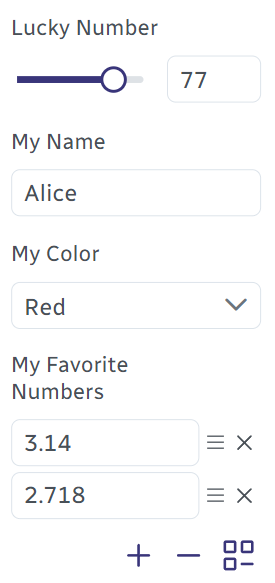 Lucky Number
77
My Name
Alice
My Color
Red
My Favorite
Numbers
3.14
2.718